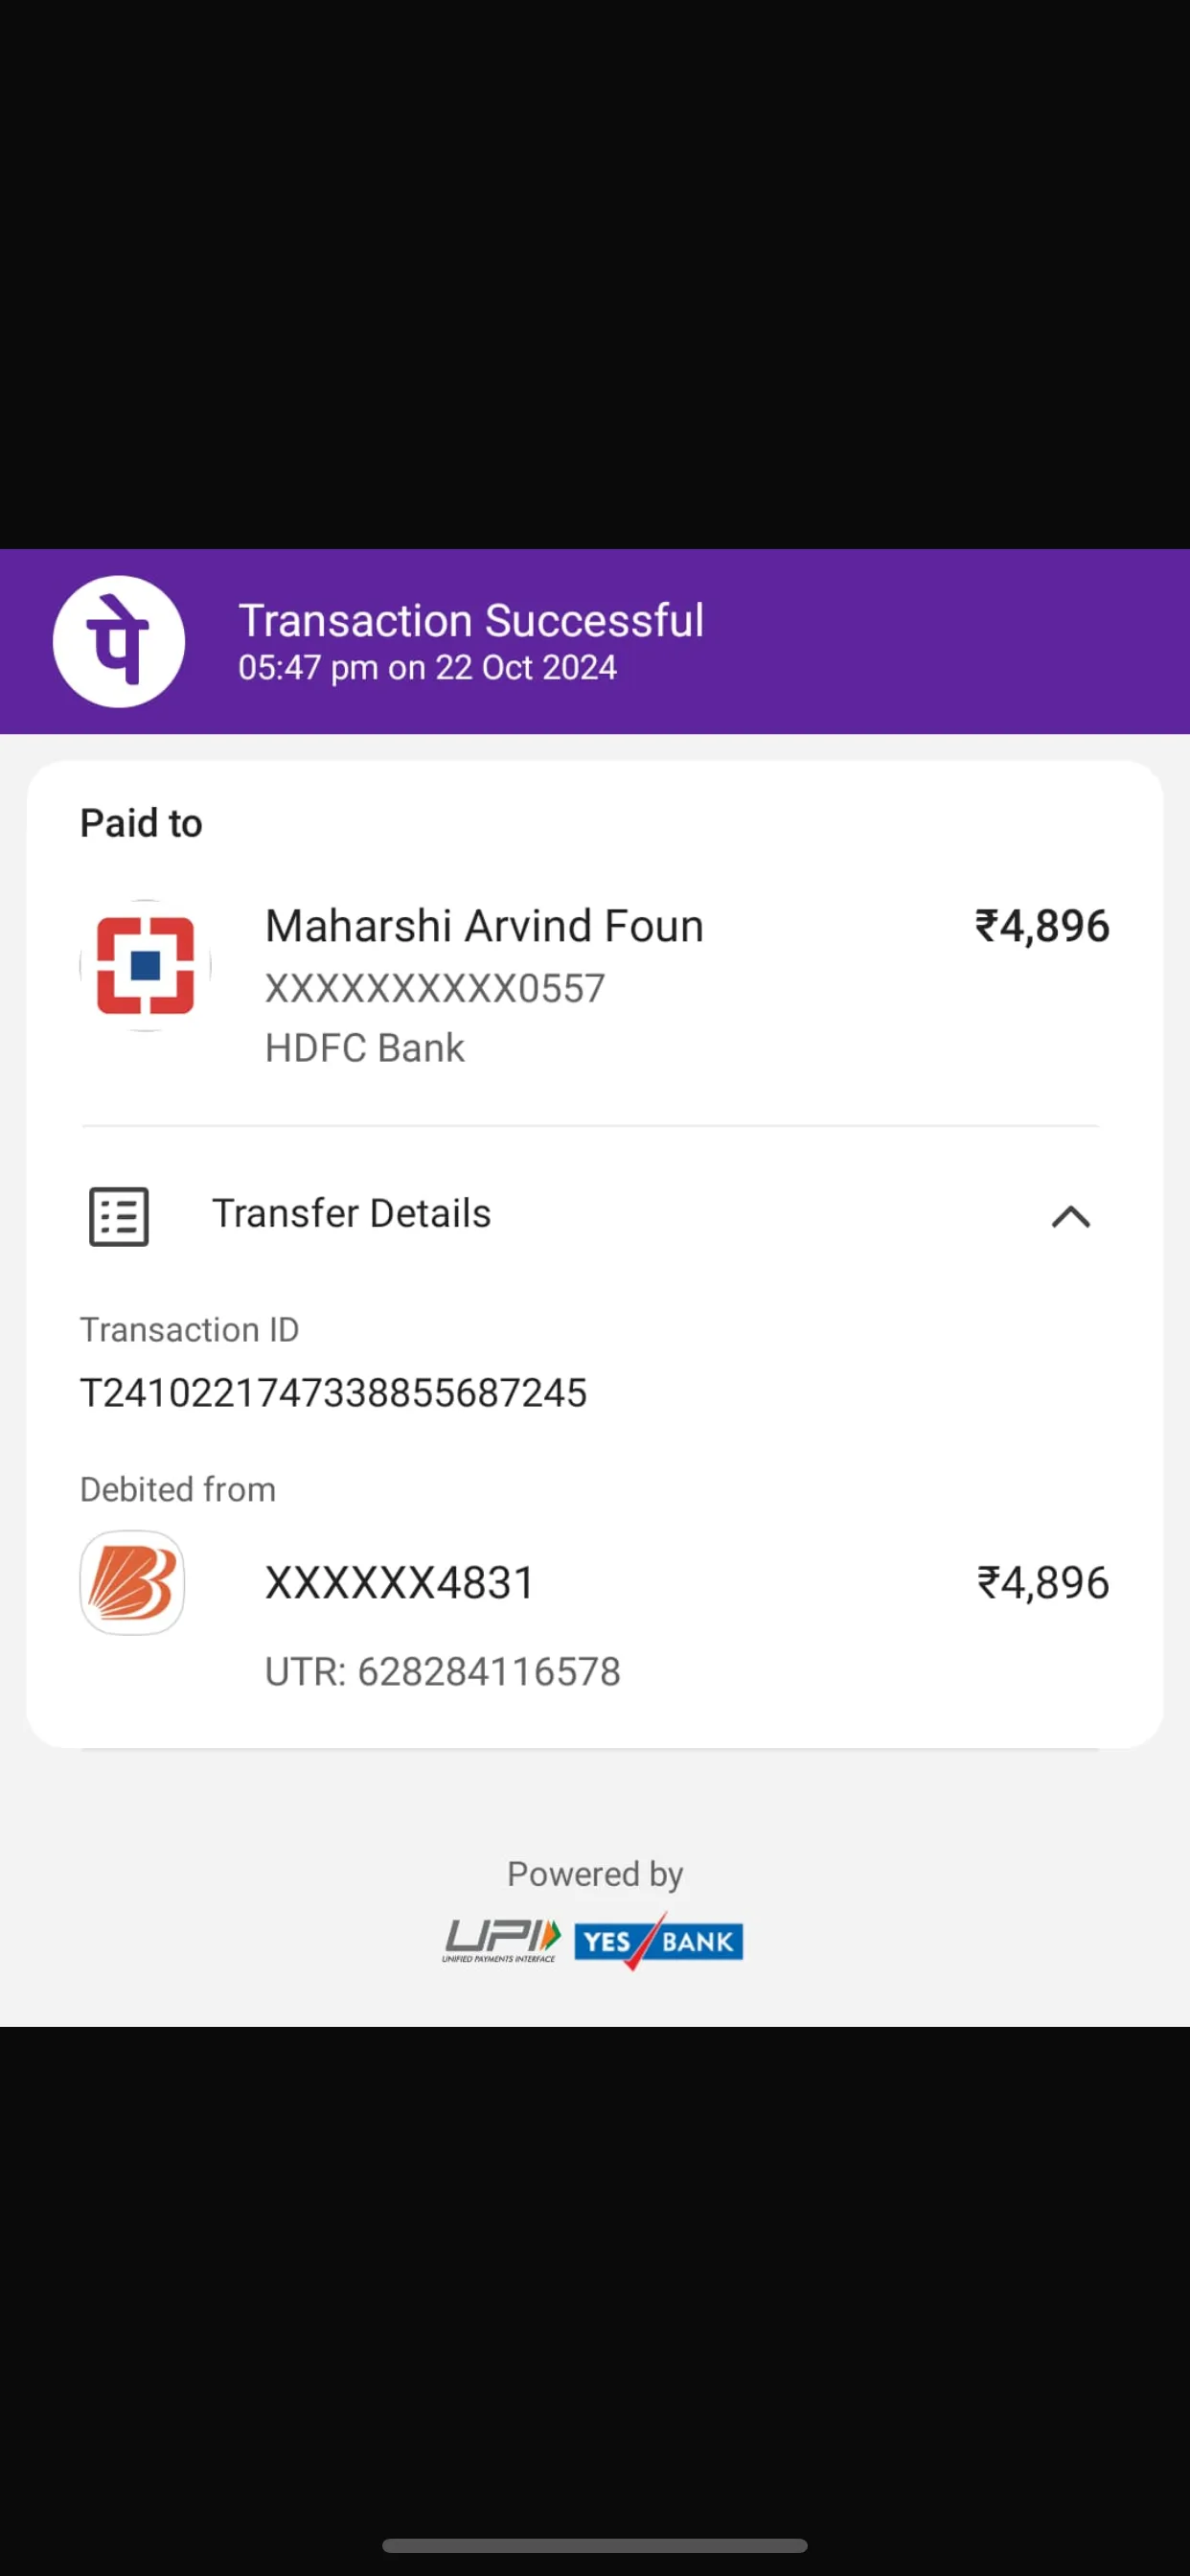 पे
Transaction Successful
05:47 pm on 22 Oct 2024
Paid to
Maharshi Arvind Foun ₹4,896
XXXXXXXXXX0557
HDFC Bank
Transfer Details
Transaction ID
T2410221747338855687245
Debited from
XXXXXX4831 ₹4,896
UTR: 628284116578
Powered by
UPI YES BANK
UNIFIED PAYMENTS INTERFACE